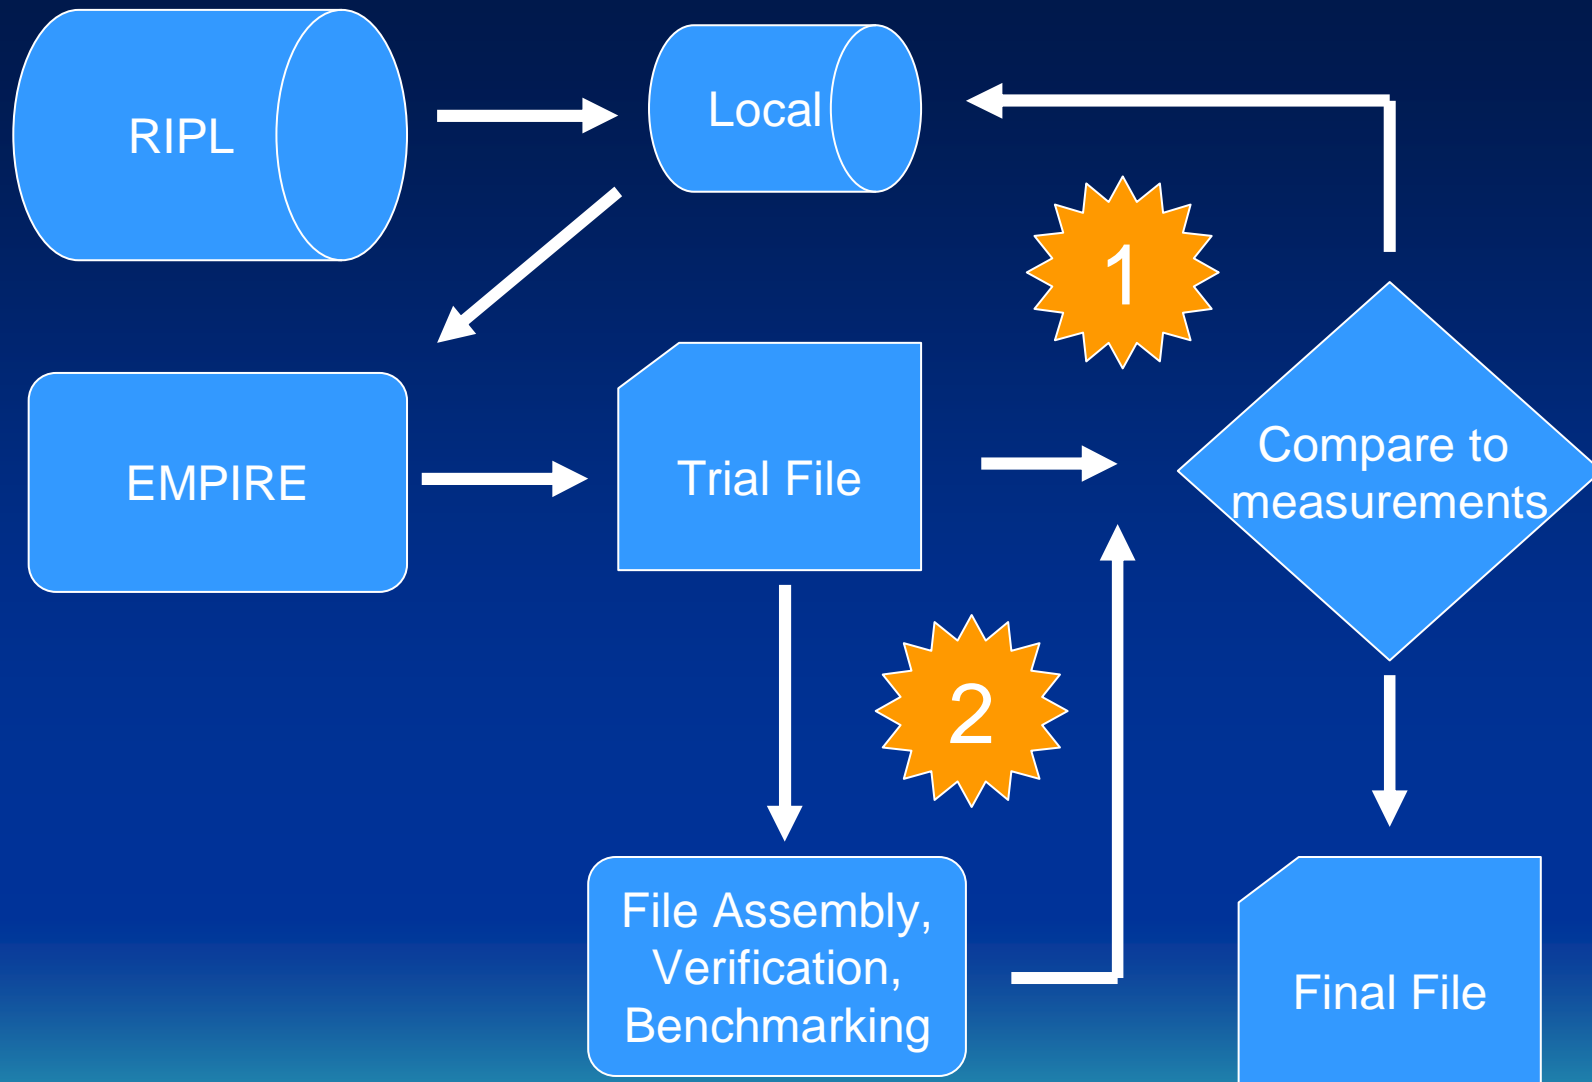 RIPL
Local
1
EMPIRE
Trial File
Compare to
measurements
2
File Assembly,
Verification,
Benchmarking
Final File